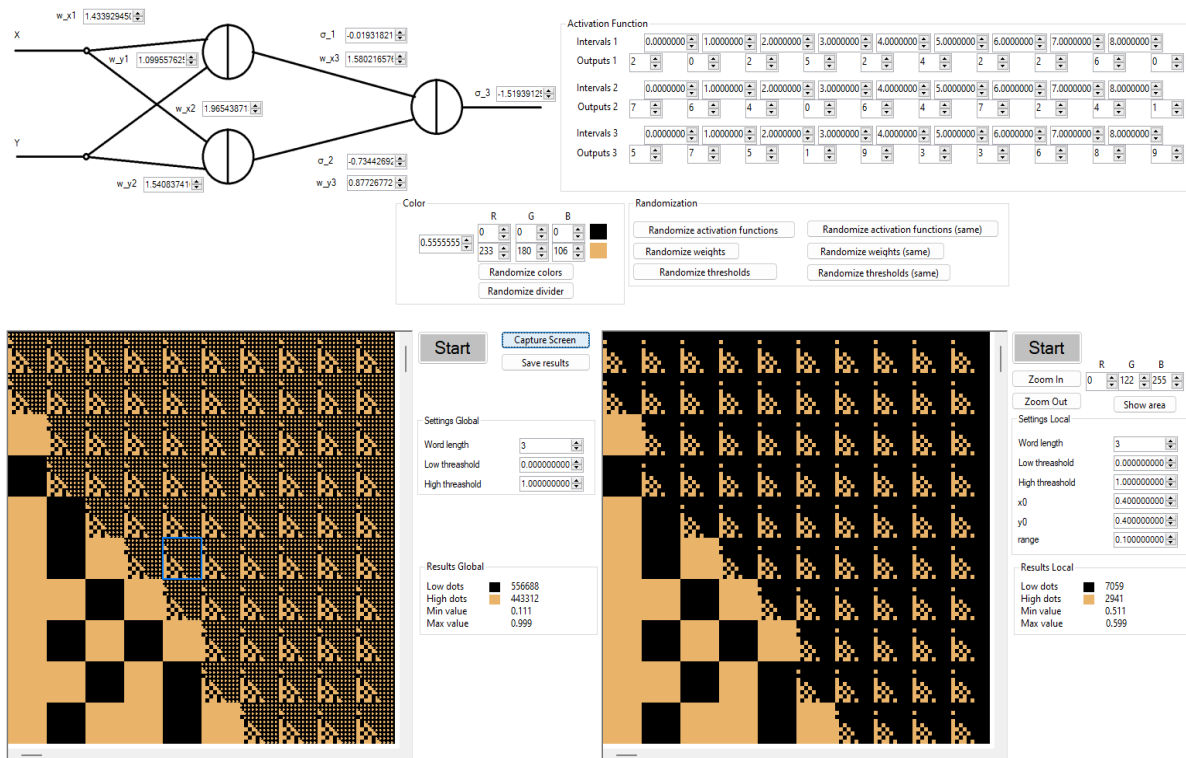 w_x1 1.43392945(
X
w_y1 1.09955762!
w_x2 1.96543871
Y
w_y2 1.54083741(
σ_1 -0.01931821
w_x3 1.58021657(
σ_3 -1.51939125
σ_2 -0.73442692
w_y3 0.87726772
Activation Function
Intervals 1 0.0000000 1.0000000 2.0000000 3.0000000 4.0000000 5.0000000 6.0000000 7.0000000 8.0000000
Outputs 1 2 0 2 5 2 4 2 2 6 0
Intervals 2 0.0000000 1.0000000 2.0000000 3.0000000 4.0000000 5.0000000 6.0000000 7.0000000 8.0000000
Outputs 2 7 6 4 0 6 4 7 2 4 1
Intervals 3 0.0000000 1.0000000 2.0000000 3.0000000 4.0000000 5.0000000 6.0000000 7.0000000 8.0000000
Outputs 3 5 7 5 1 9 3 3 6 8 9
Color
R G B
0.5555555
0 0 0
233 180 106
Randomize colors
Randomize divider
Randomization
Randomize activation functions Randomize activation functions (same)
Randomize weights Randomize weights (same)
Randomize thresholds Randomize thresholds (same)
Start
Capture Screen
Save results
Settings Global
Word length 3
Low threashold 0.000000000
High threashold 1.000000000
Results Global
Low dots 556688
High dots 443312
Min value 0.111
Max value 0.999
Start
R G B
Zoom In 0 122 255
Zoom Out Show area
Settings Local
Word length 3
Low threashold 0.000000000
High threashold 1.000000000
x0 0.400000000
y0 0.400000000
range 0.100000000
Results Local
Low dots 7059
High dots 2941
Min value 0.511
Max value 0.599